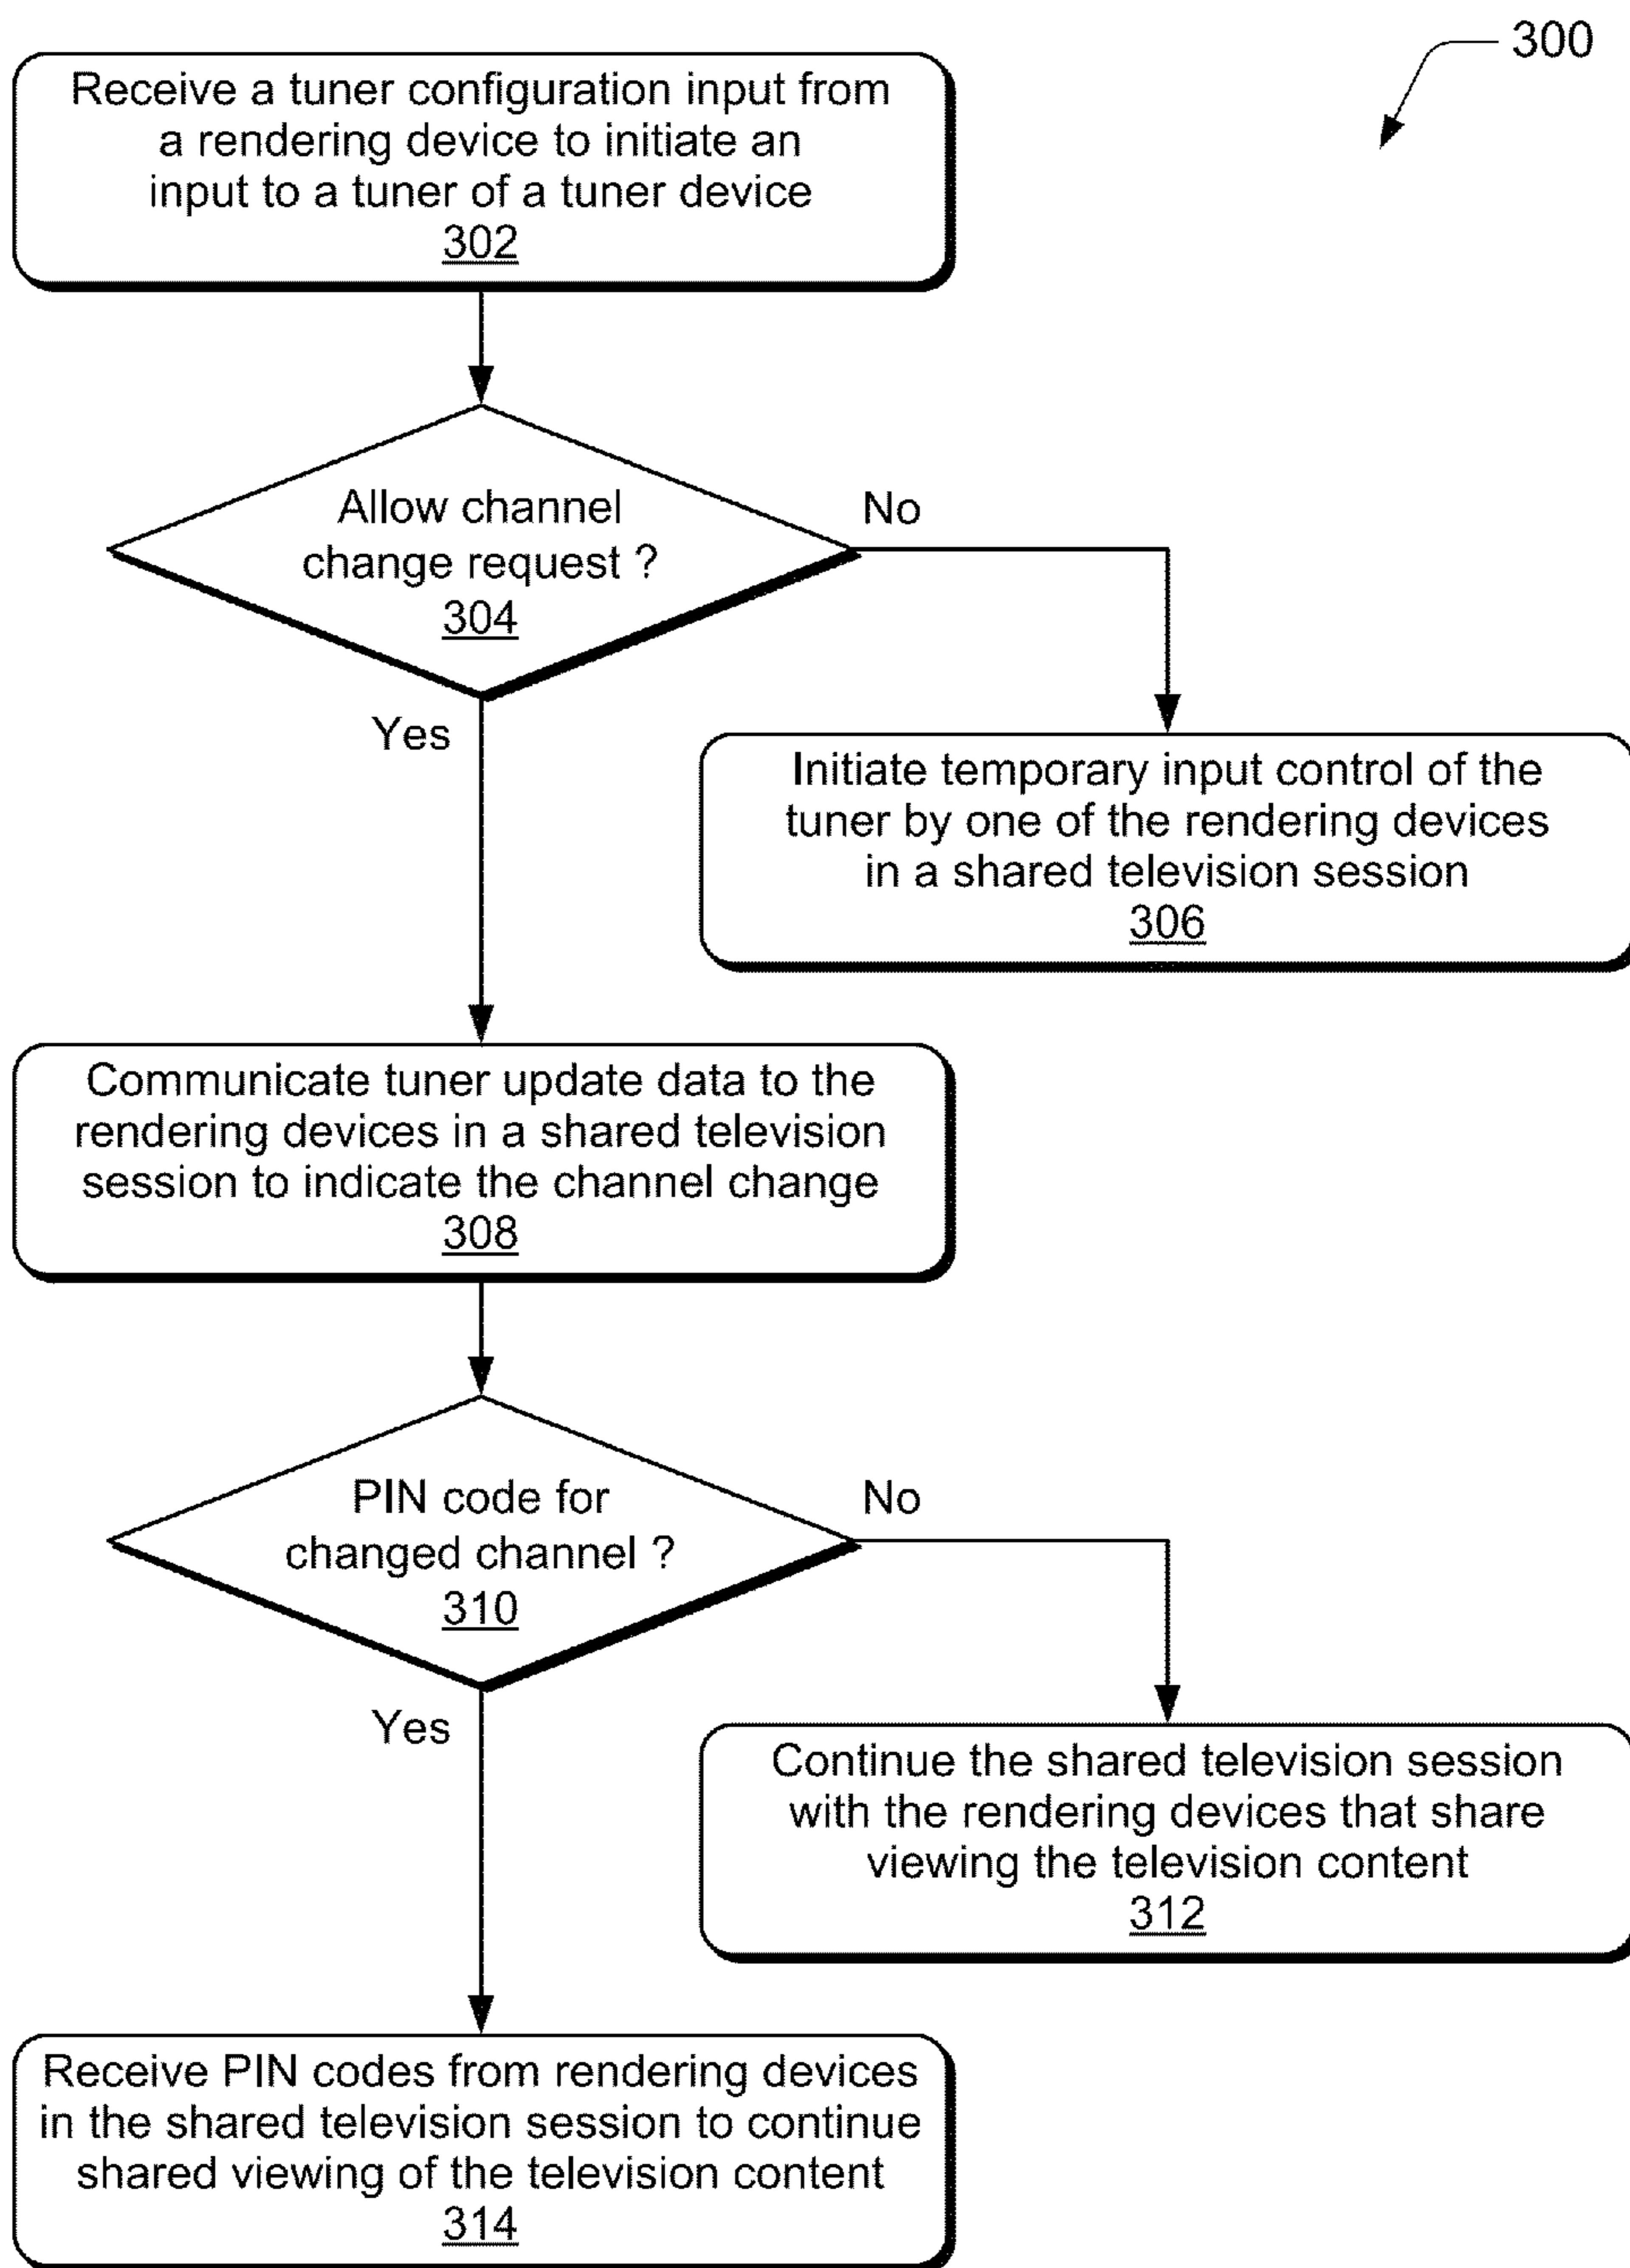 300
Receive a tuner configuration input from
a rendering device to initiate an
input to a tuner of a tuner device
302
Allow channel
change request ?
304
No
Yes
Initiate temporary input control of the
tuner by one of the rendering devices
in a shared television session
306
Communicate tuner update data to the
rendering devices in a shared television
session to indicate the channel change
308
PIN code for
changed channel ?
310
No
Yes
Continue the shared television session
with the rendering devices that share
viewing the television content
312
Receive PIN codes from rendering devices
in the shared television session to continue
shared viewing of the television content
314